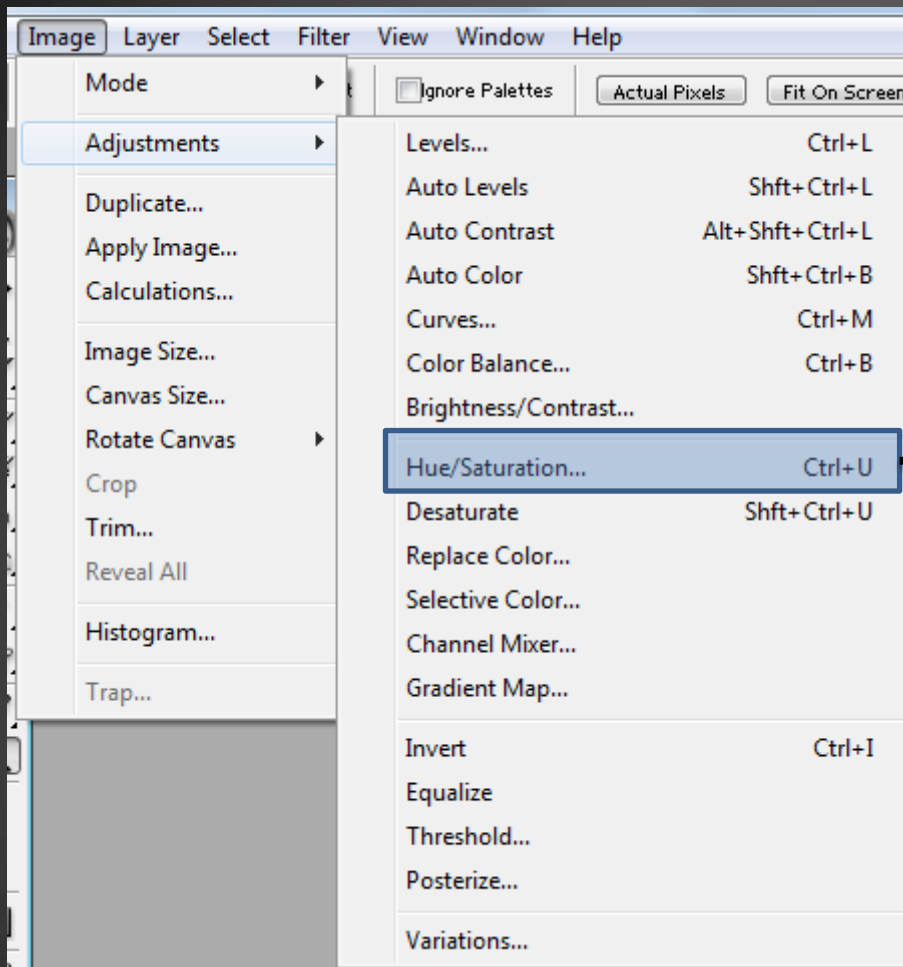 Image Layer Select Filter View Window Help
Ignore Palettes Actual Pixels Fit On Screen
Mode
Adjustments
Duplicate...
Apply Image...
Calculations...
Image Size...
Canvas Size...
Rotate Canvas
Crop
Trim...
Reveal All
Histogram...
Trap...
Levels... Ctrl+L
Auto Levels Shft+Ctrl+L
Auto Contrast Alt+Shft+Ctrl+L
Auto Color Shft+Ctrl+B
Curves... Ctrl+M
Color Balance... Ctrl+B
Brightness/Contrast...
Hue/Saturation... Ctrl+U
Desaturate Shft+Ctrl+U
Replace Color...
Selective Color...
Channel Mixer...
Gradient Map...
Invert Ctrl+I
Equalize
Threshold...
Posterize...
Variations...